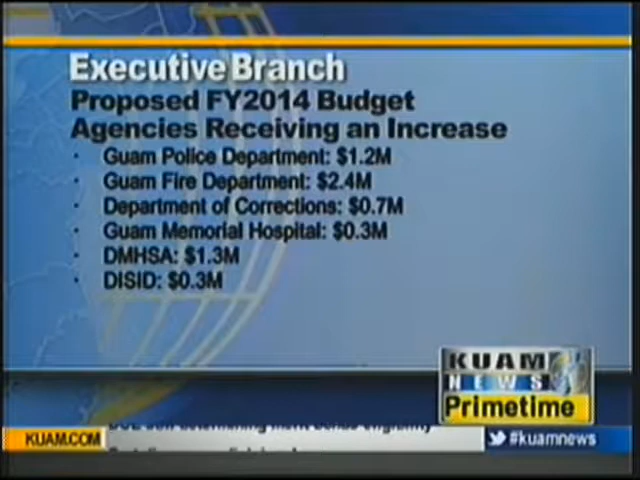 Executive Branch
Proposed FY2014 Budget
Agencies Receiving an Increase
· Guam Police Department: $1.2M
· Guam Fire Department: $2.4M
· Department of Corrections: $0.7M
· Guam Memorial Hospital: $0.3M
· DMHSA: $1.3M
· DISID: $0.3M
KUAM
NEWS
Primetime
KUAM.COM
#kuamnews